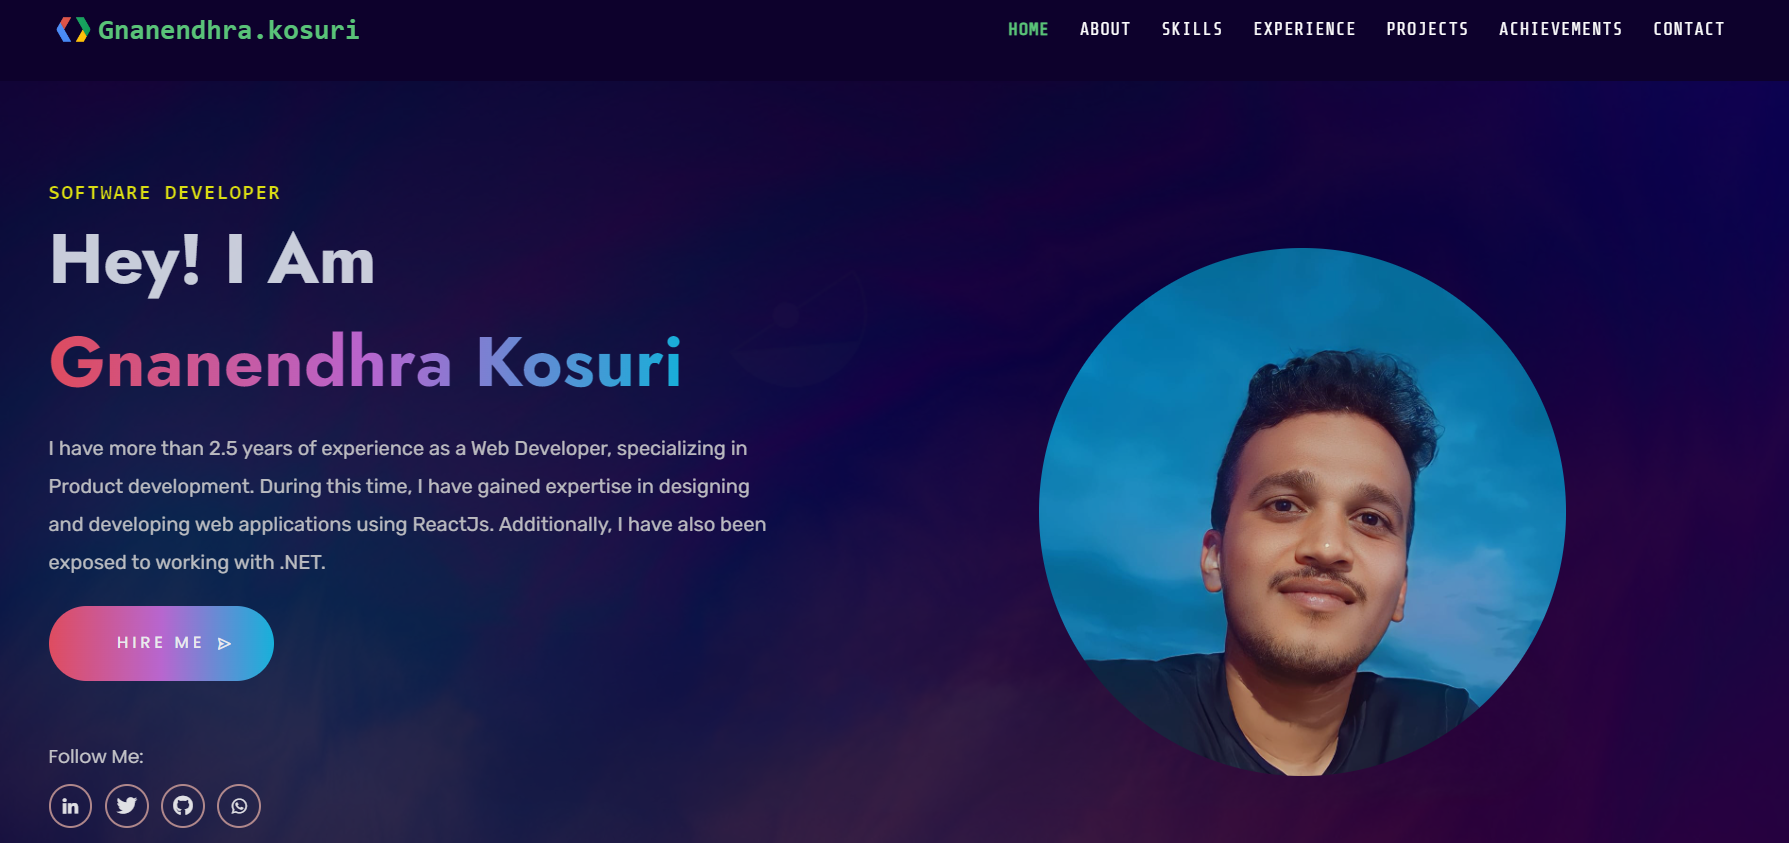 Gnanendhra.kosuri
HOME ABOUT SKILLS EXPERIENCE PROJECTS ACHIEVEMENTS CONTACT
SOFTWARE DEVELOPER
Hey! I Am
Gnanendhra Kosuri
I have more than 2.5 years of experience as a Web Developer, specializing in
Product development. During this time, I have gained expertise in designing
and developing web applications using ReactJs. Additionally, I have also been
exposed to working with .NET.
HIRE ME
Follow Me:
in